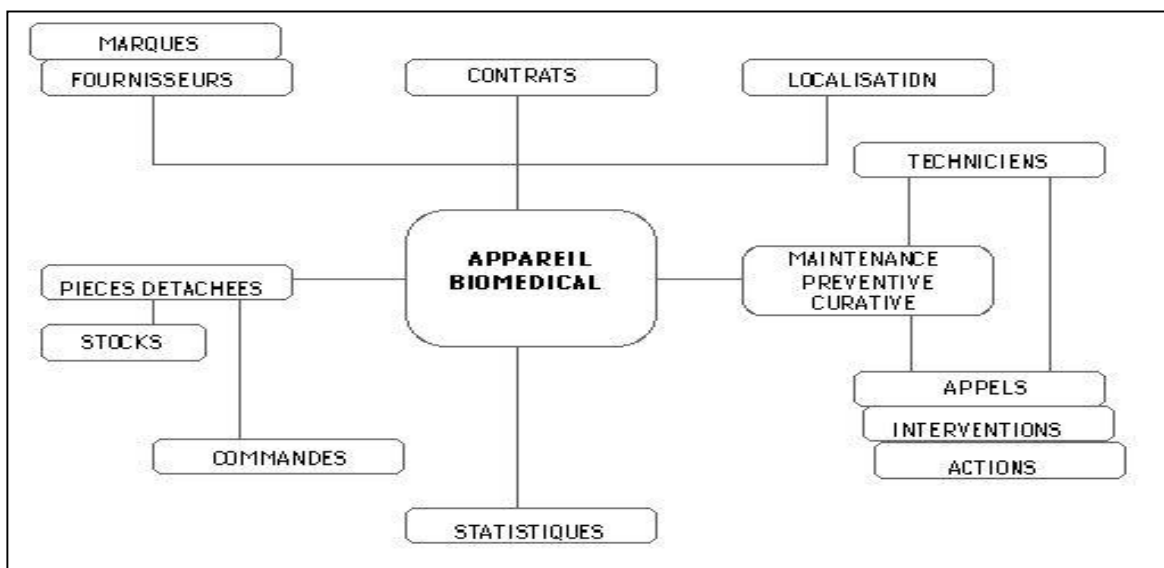 MARQUES
FOURNISSEURS
CONTRATS
LOCALISATION
TECHNICIENS
APPAREIL
BIOMEDICAL
MAINTENANCE
PREVENTIVE
CURATIVE
PIECES DETACHEES
STOCKS
APPELS
INTERVENTIONS
COMMANDES
ACTIONS
STATISTIQUES